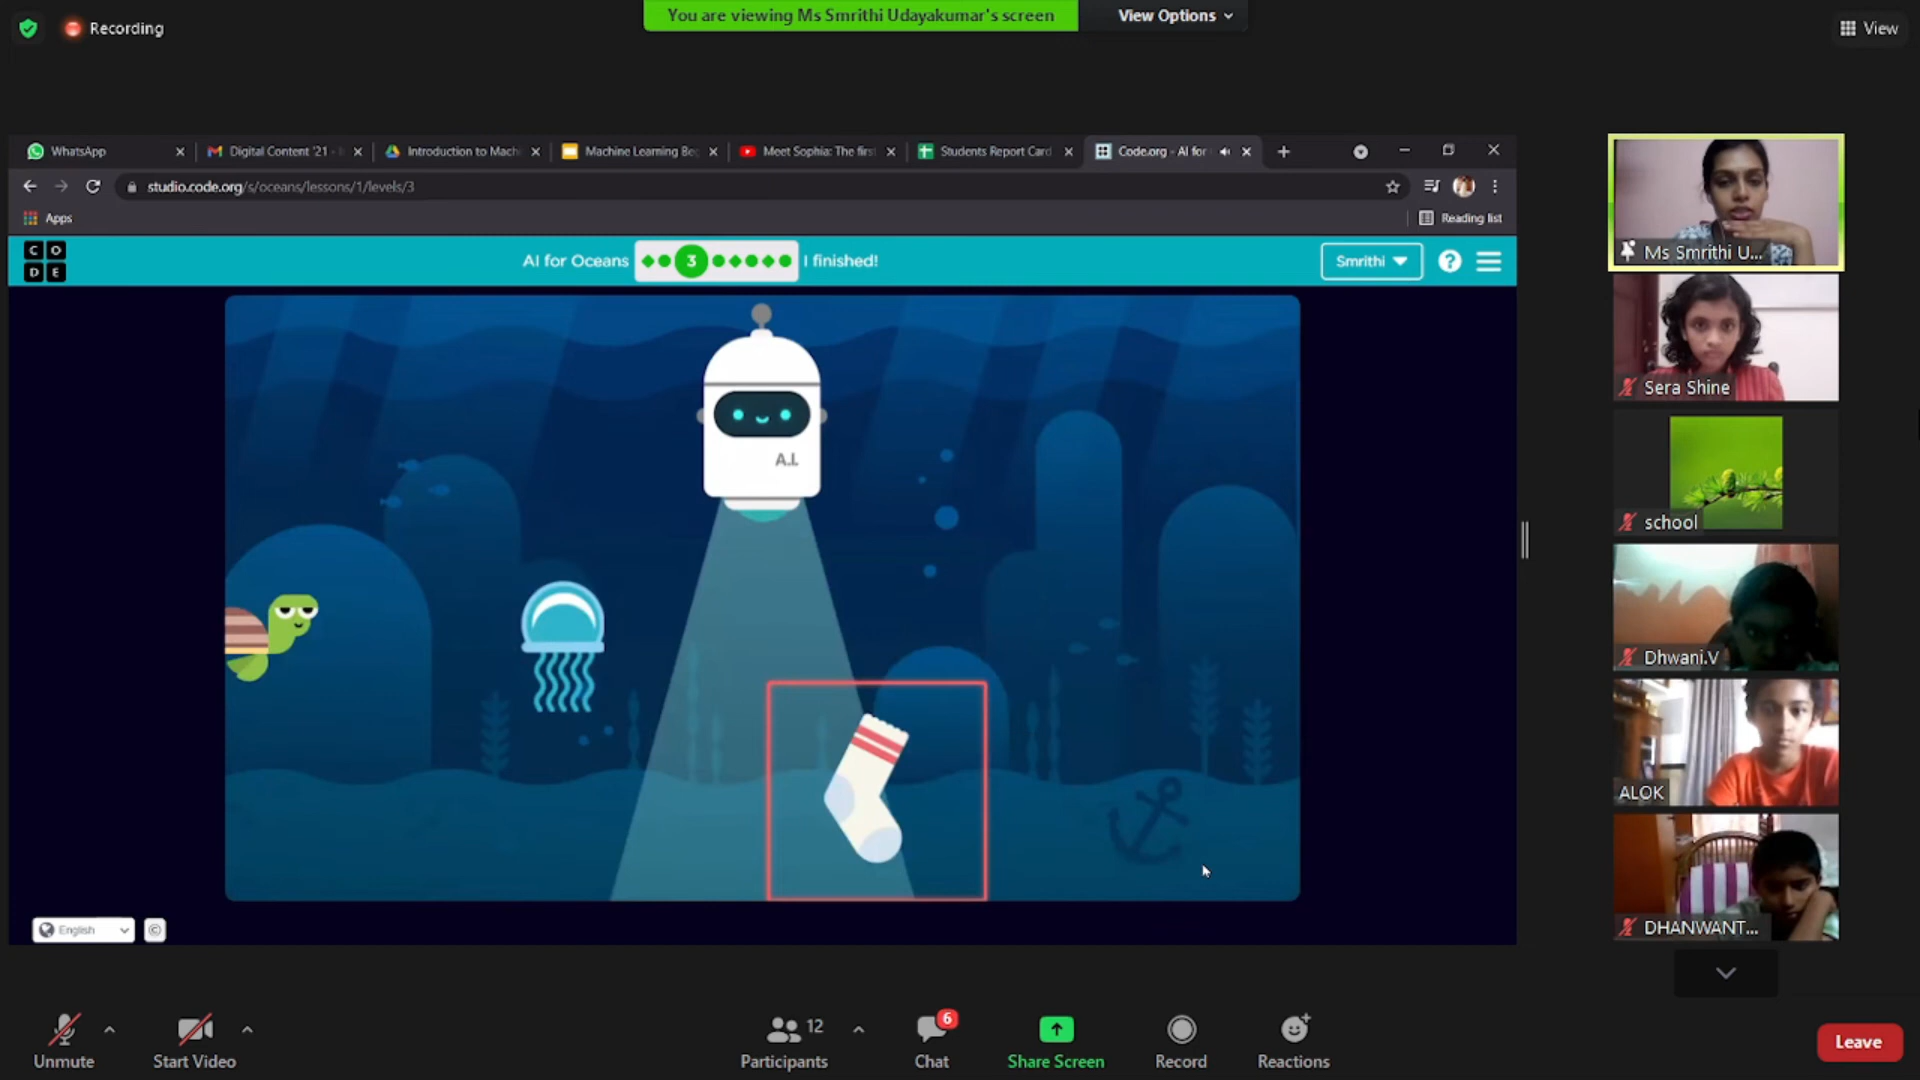 Recording
You are viewing Ms Smrithi Udayakumar's screen
View Options
View
WhatsApp
Digital Content '21 -
Introduction to Mach
Machine Learning Be
Meet Sophia: The first
Students Report Card
Code.org - AI for
studio.code.org/s/oceans/lessons/1/levels/3
Apps
Reading list
C O
D E
AI for Oceans
3
I finished!
Smrithi
?
A.I.
English
©
Ms Smrithi U...
Sera Shine
school
Dhwani.V
ALOK
DHANWANT...
Unmute
Start Video
12
Participants
6
Chat
Share Screen
Record
Reactions
Leave